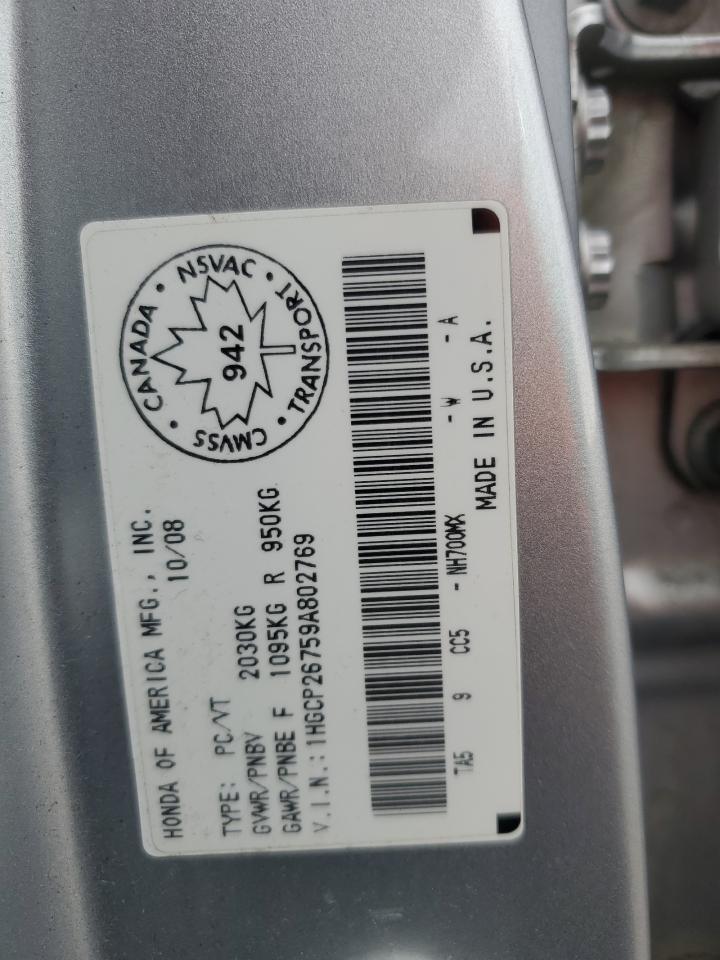 HONDA OF AMERICA MFG., INC.
10/08
TYPE: PC/VT
GVWR/PNBV 2030KG
GAWR/PNBE F 1095KG R 950KG
V.I.N.: 1HGCP26759A802769
CANADA • NSVAC • TRANSPORT • CMVSS •
942
TA5 9 CC5 - NH700MX - W - A
MADE IN U.S.A.